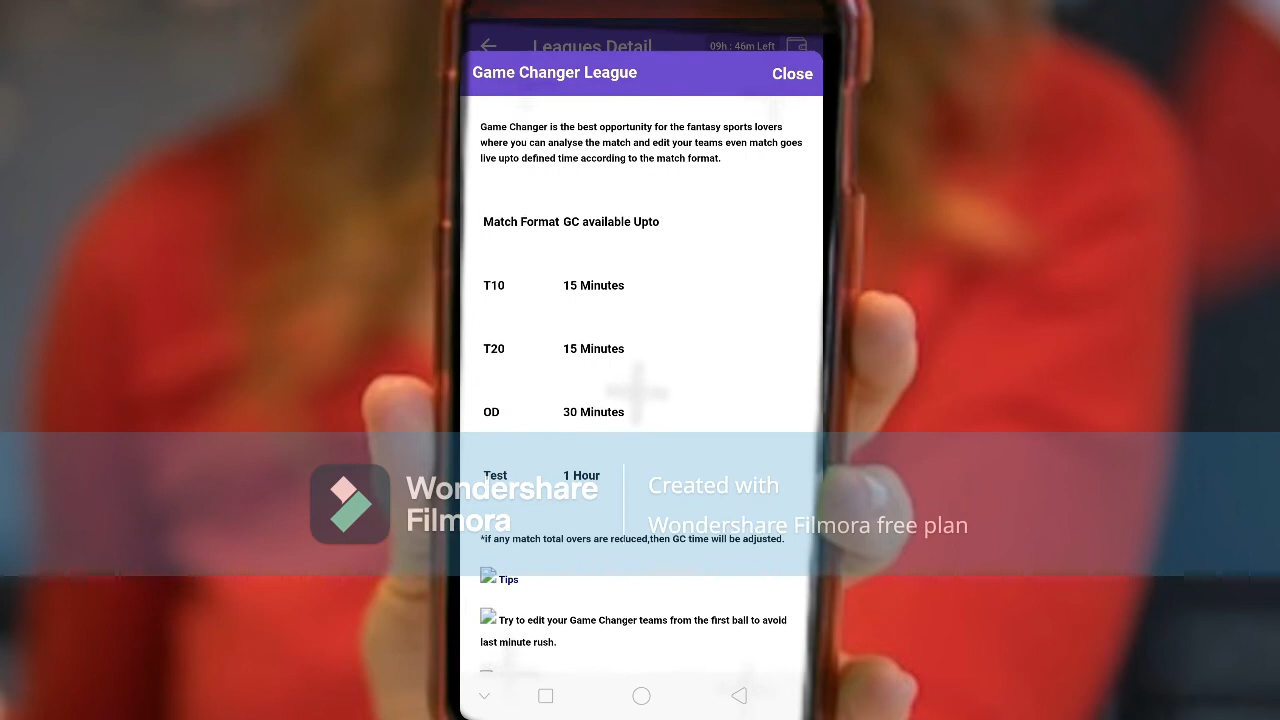 Leagues Detail 09h : 46m Left
Game Changer League Close
Game Changer is the best opportunity for the fantasy sports lovers
where you can analyse the match and edit your teams even match goes
live upto defined time according to the match format.
Match Format GC available Upto
T10 15 Minutes
T20 15 Minutes
OD 30 Minutes
Test 1 Hour
Wondershare
Filmora
Created with
Wondershare Filmora free plan
*if any match total overs are reduced,then GC time will be adjusted.
Tips
Try to edit your Game Changer teams from the first ball to avoid
last minute rush.